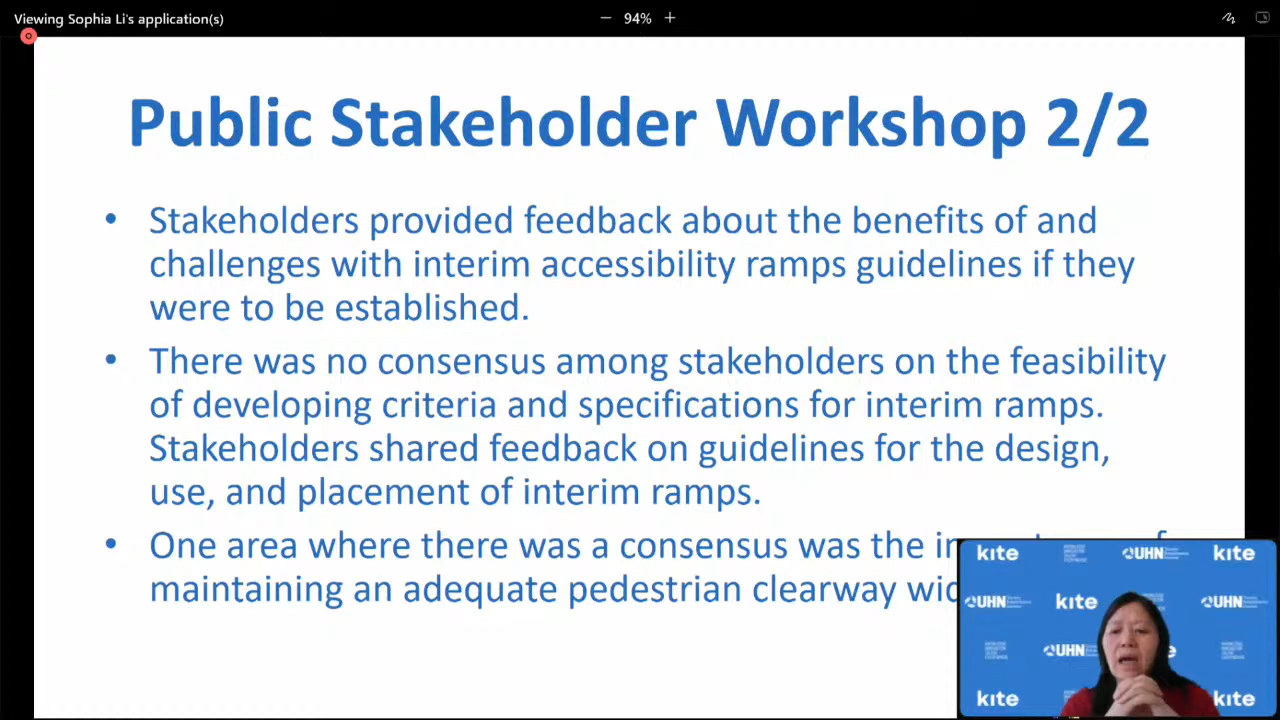 Viewing Sophia Li's application(s)
94%
Public Stakeholder Workshop 2/2
• Stakeholders provided feedback about the benefits of and
challenges with interim accessibility ramps guidelines if they
were to be established.
• There was no consensus among stakeholders on the feasibility
of developing criteria and specifications for interim ramps.
Stakeholders shared feedback on guidelines for the design,
use, and placement of interim ramps.
• One area where there was a consensus was the
maintaining an adequate pedestrian clearway
kite UHN kite
UHN kite UHN
UHN
kite kite